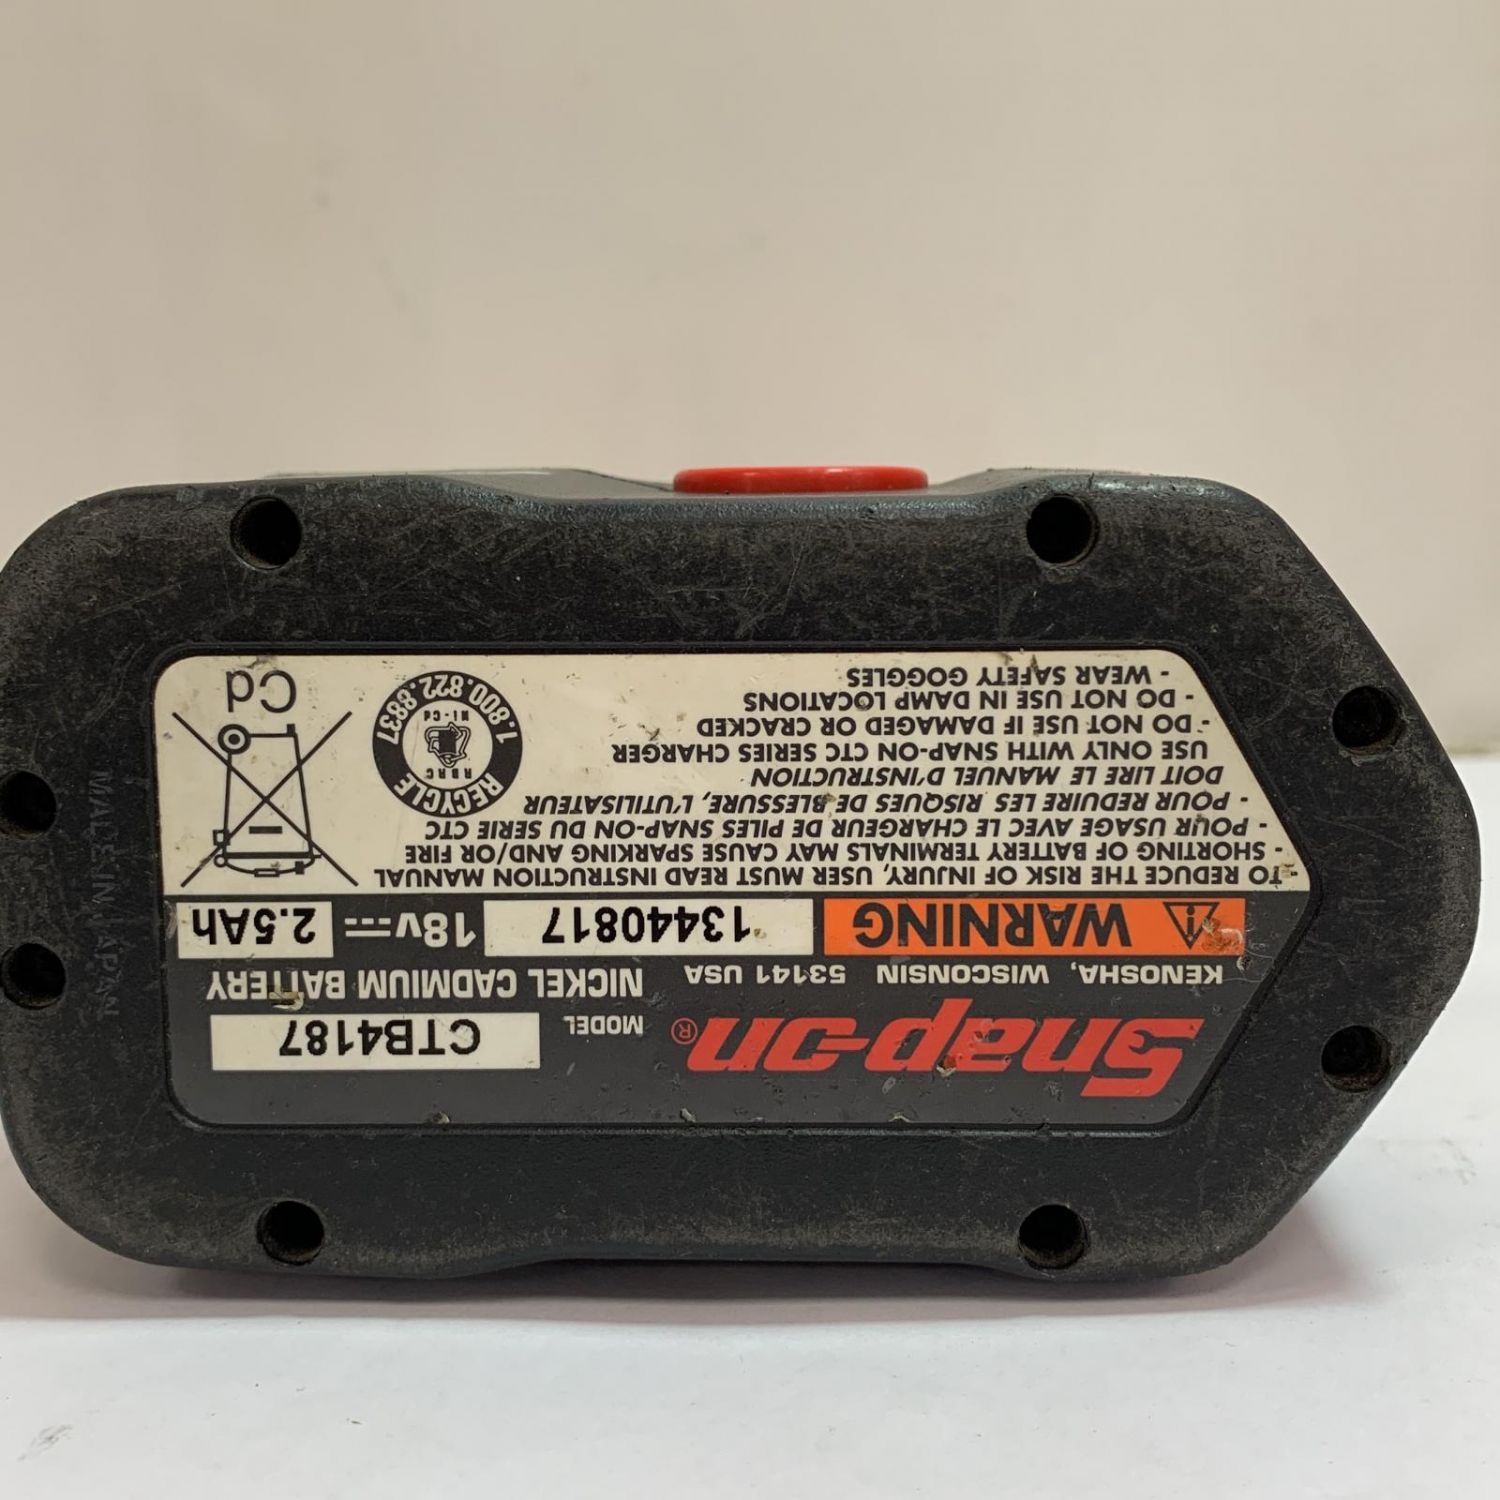 Snap-on®
MODEL CTB4187
KENOSHA, WISCONSIN 53141 USA
NICKEL CADMIUM BATTERY
WARNING
13440817
18v
2.5Ah
- TO REDUCE THE RISK OF INJURY, USER MUST READ INSTRUCTION MANUAL
- SHORTING OF BATTERY TERMINALS MAY CAUSE SPARKING AND/OR FIRE
- POUR USAGE AVEC LE CHARGEUR DE PILES SNAP-ON DU SERIE CTC
- POUR REDUIRE LES RISQUES DE BLESSURE, L'UTILISATEUR
DOIT LIRE LE MANUEL D'INSTRUCTION
USE ONLY WITH SNAP-ON CTC SERIES CHARGER
- DO NOT USE IF DAMAGED OR CRACKED
- DO NOT USE IN DAMP LOCATIONS
- WEAR SAFETY GOGGLES
RECYCLE
RBRC
Ni-Cd
1.800.822.8837
Cd
MADE IN JAPAN